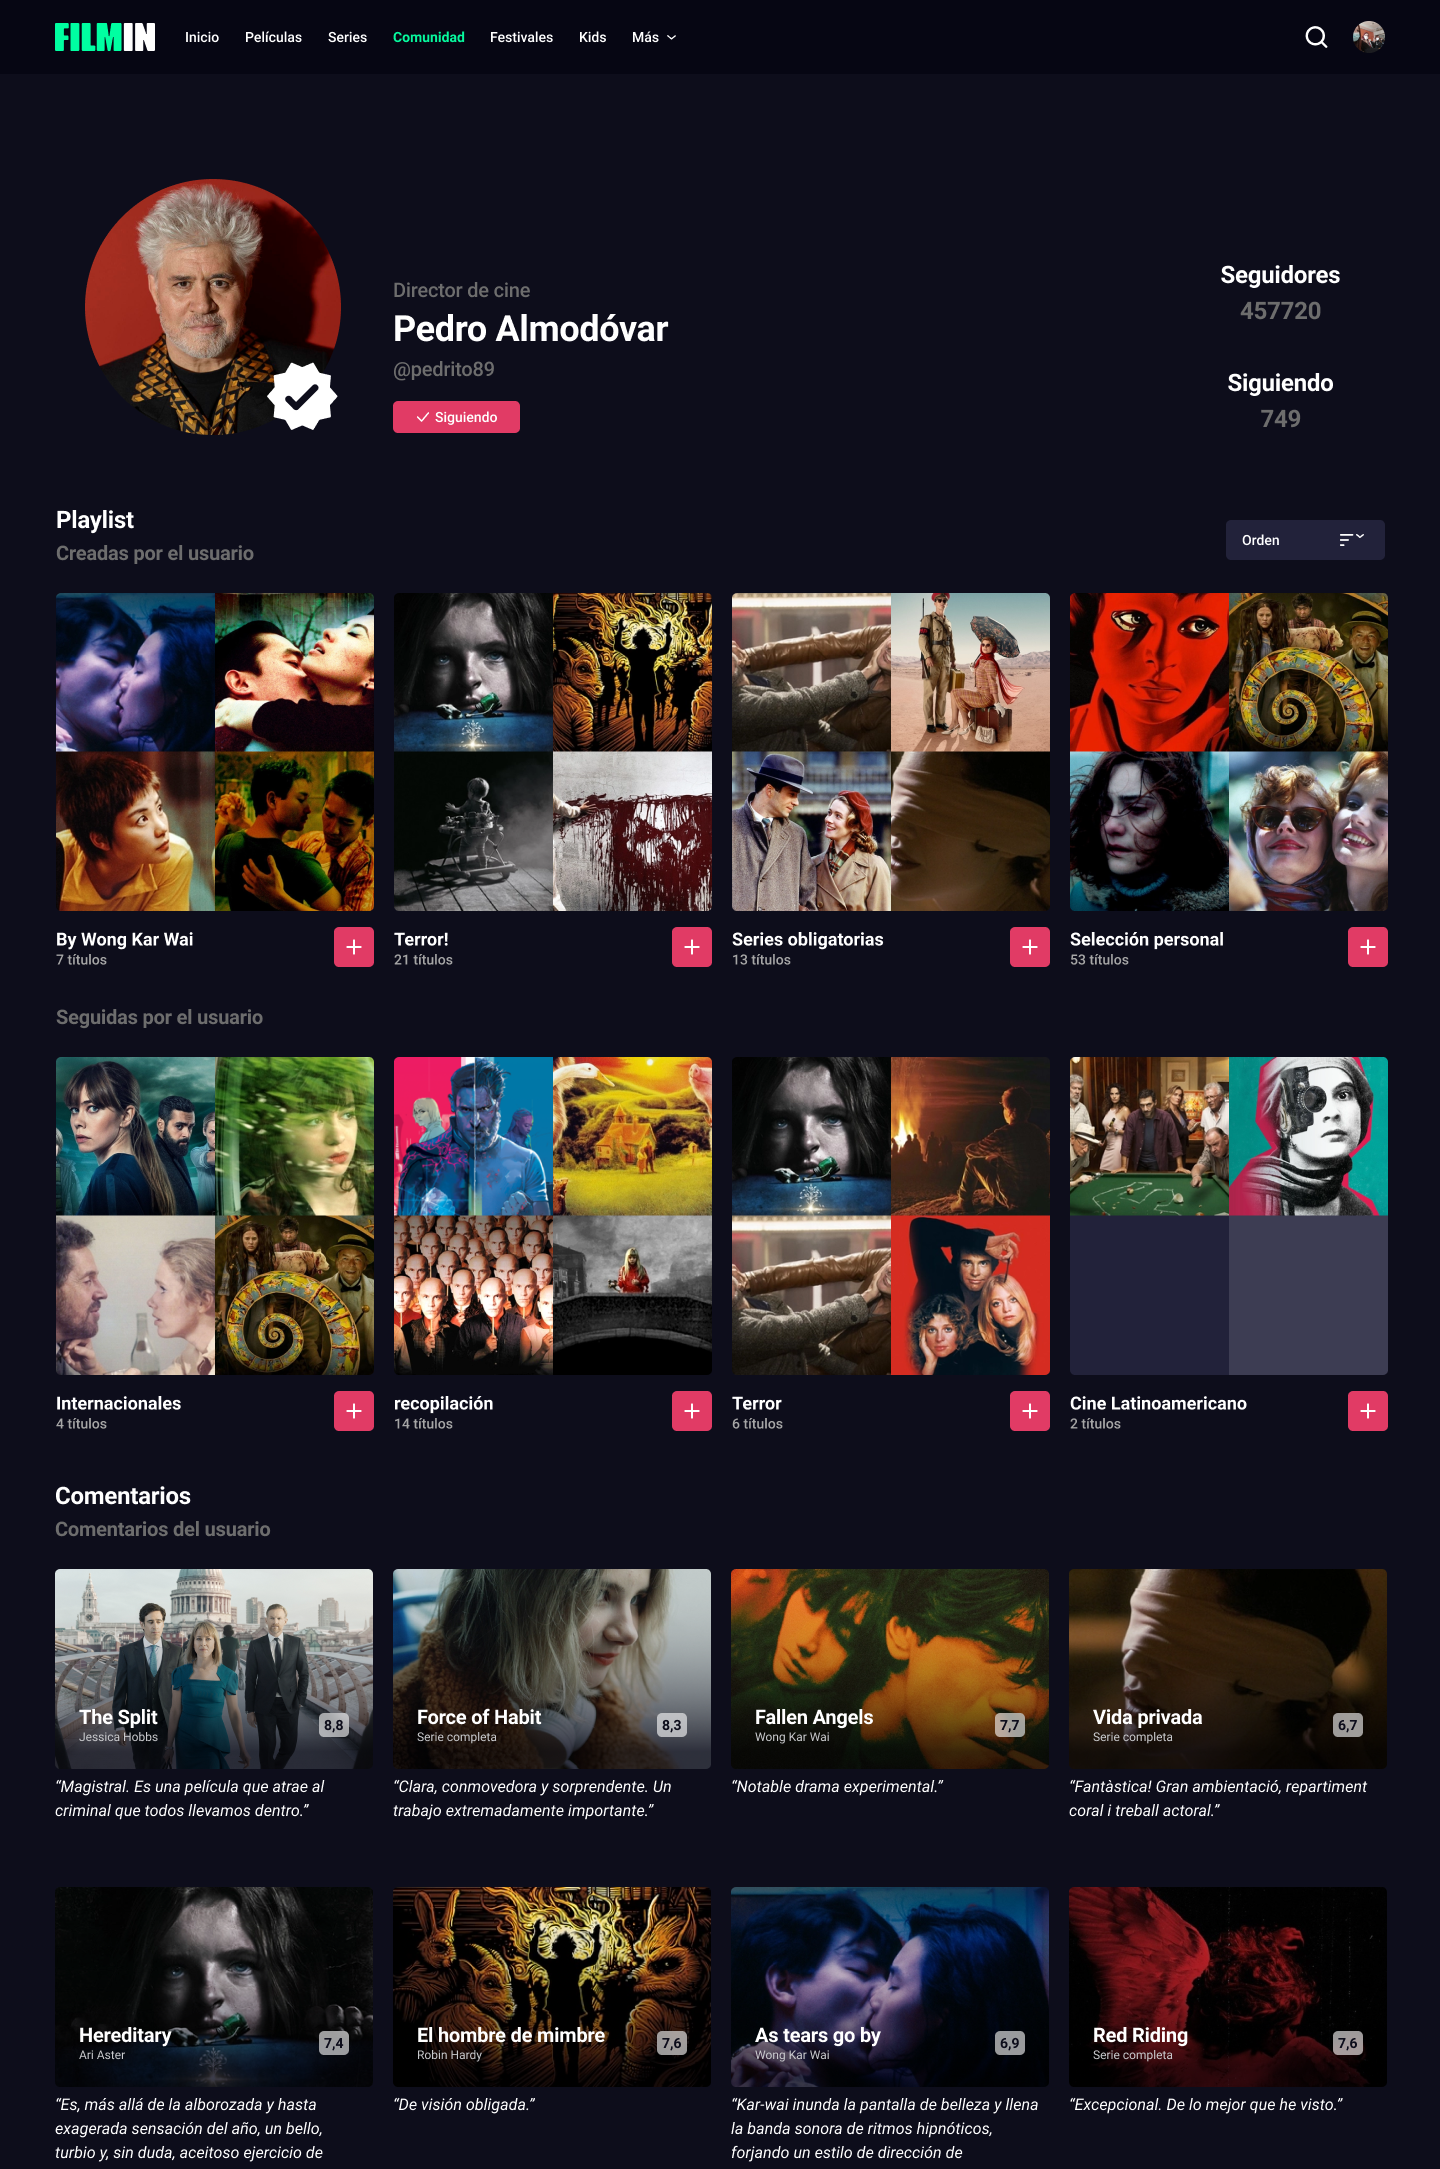 FILMIN
Inicio
Películas
Series
Comunidad
Festivales
Kids
Más
Director de cine
Pedro Almodóvar
@pedrito89
Siguiendo
Seguidores
457720
Siguiendo
749
Playlist
Creadas por el usuario
Orden
By Wong Kar Wai
7 títulos
Terror!
21 títulos
Series obligatorias
13 títulos
Selección personal
53 títulos
Seguidas por el usuario
Internacionales
4 títulos
recopilación
14 títulos
Terror
6 títulos
Cine Latinoamericano
2 títulos
Comentarios
Comentarios del usuario
The Split
Jessica Hobbs
8,8
“Magistral. Es una película que atrae al
criminal que todos llevamos dentro.”
Force of Habit
Serie completa
8,3
“Clara, conmovedora y sorprendente. Un
trabajo extremadamente importante.”
Fallen Angels
Wong Kar Wai
7,7
“Notable drama experimental.”
Vida privada
Serie completa
6,7
“Fantàstica! Gran ambientació, repartiment
coral i treball actoral.”
Hereditary
Ari Aster
7,4
“Es, más allá de la alborozada y hasta
exagerada sensación del año, un bello,
turbio y, sin duda, aceitoso ejercicio de
El hombre de mimbre
Robin Hardy
7,6
“De visión obligada.”
As tears go by
Wong Kar Wai
6,9
“Kar-wai inunda la pantalla de belleza y llena
la banda sonora de ritmos hipnóticos,
forjando un estilo de dirección de
Red Riding
Serie completa
7,6
“Excepcional. De lo mejor que he visto.”